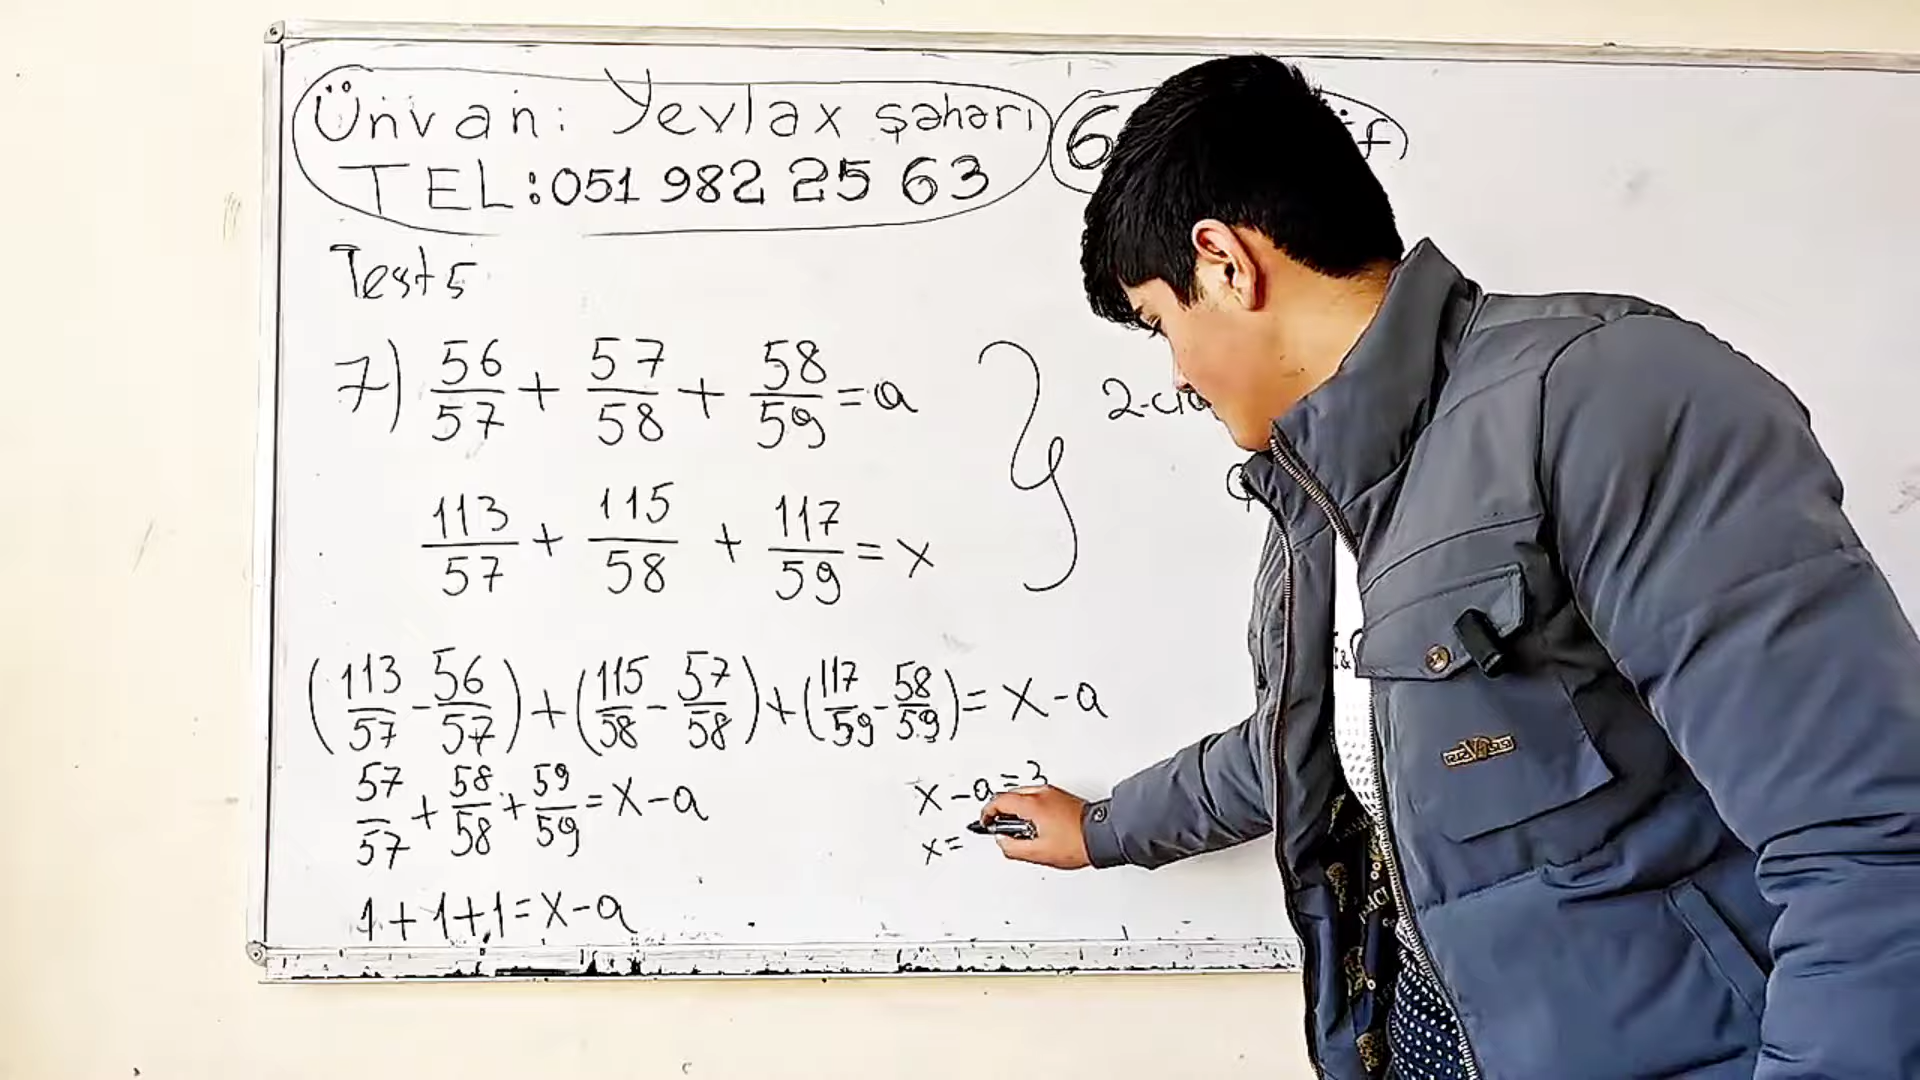 Ünvan: Yevlax şəhəri
TEL:051 982 25 63
6
Test 5
7) 56/57 + 57/58 + 58/59 = a
113/57 + 115/58 + 117/59 = x
(113/57 - 56/57) + (115/58 - 57/58) + (117/59 - 58/59) = x - a
57/57 + 58/58 + 59/59 = x - a
1 + 1 + 1 = x - a
x - a = 3
x =